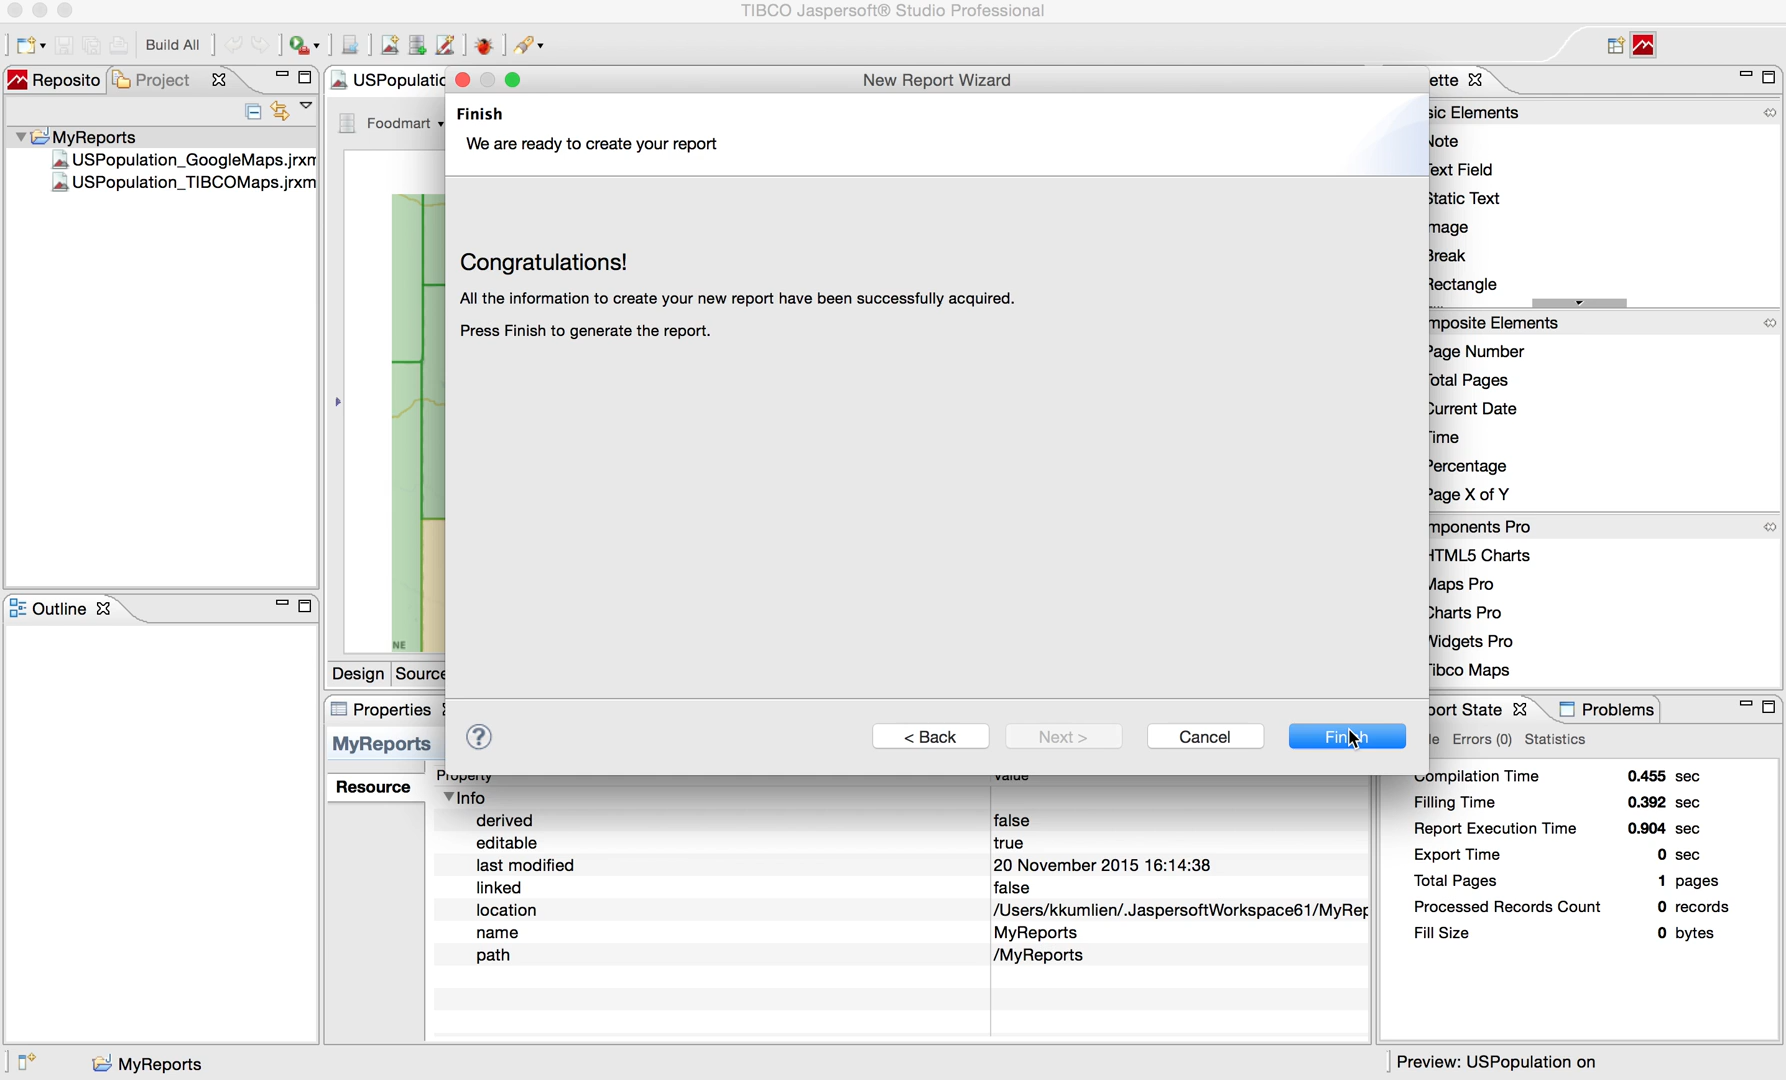 TIBCO Jaspersoft® Studio Professional
Build All
Reposito
Project
MyReports
USPopulation_GoogleMaps.jrxm
USPopulation_TIBCOMaps.jrxm
Outline
USPopulatio
Foodmart
NE
Design
Source
New Report Wizard
Finish
We are ready to create your report
Congratulations!
All the information to create your new report have been successfully acquired.
Press Finish to generate the report.
?
< Back
Next >
Cancel
Finish
ette
sic Elements
Note
Text Field
Static Text
mage
Break
Rectangle
mposite Elements
Page Number
Total Pages
Current Date
Time
Percentage
Page X of Y
mponents Pro
HTML5 Charts
Maps Pro
Charts Pro
Widgets Pro
Tibco Maps
Properties
MyReports
Resource
Property
Value
Info
derived false
editable true
last modified 20 November 2015 16:14:38
linked false
location /Users/kkumlien/.JaspersoftWorkspace61/MyRep
name MyReports
path /MyReports
port State
Problems
le Errors (0) Statistics
Compilation Time 0.455 sec
Filling Time 0.392 sec
Report Execution Time 0.904 sec
Export Time 0 sec
Total Pages 1 pages
Processed Records Count 0 records
Fill Size 0 bytes
MyReports
Preview: USPopulation on